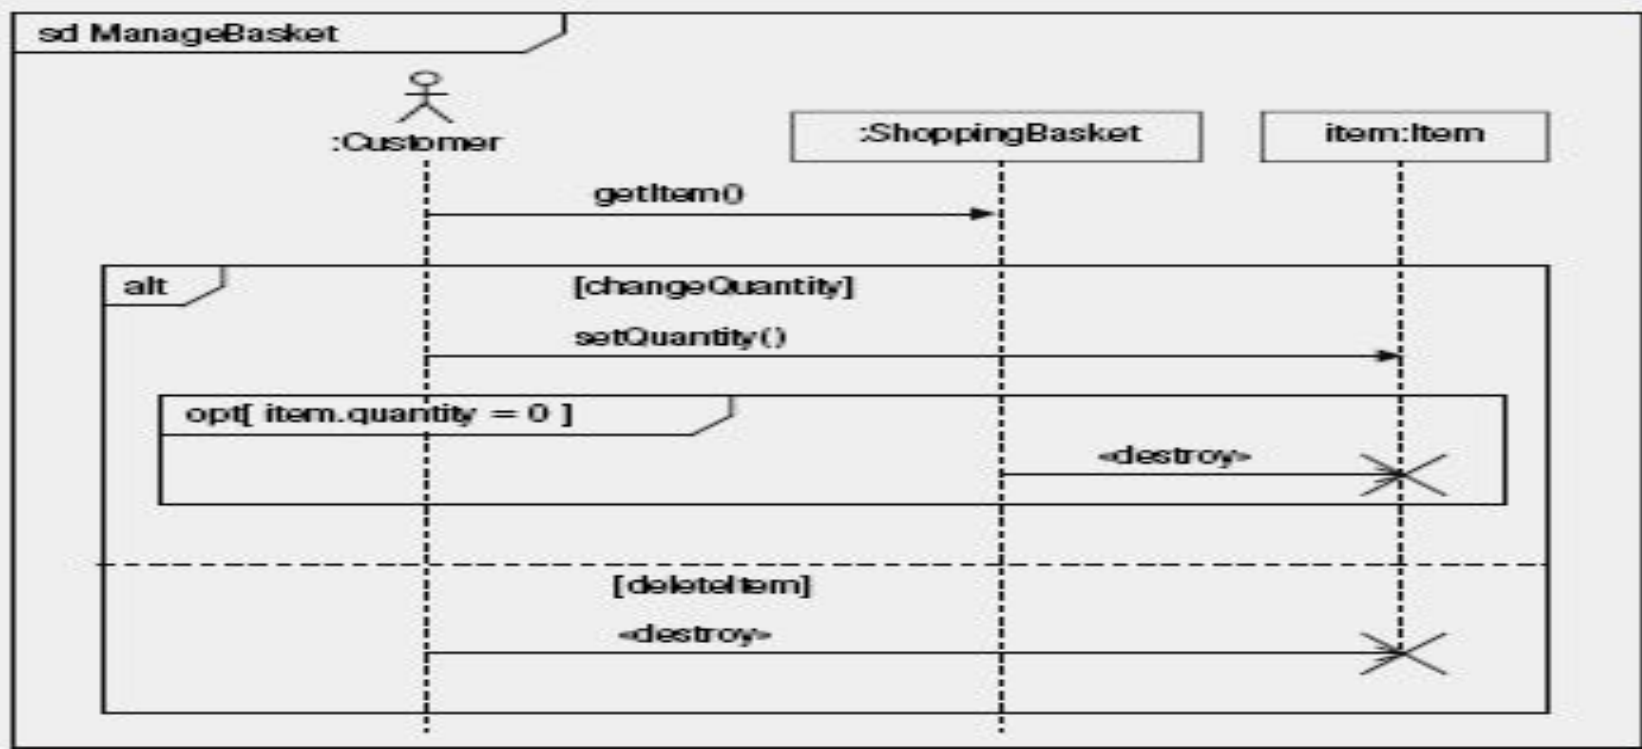 sd ManageBasket
:Customer
:ShoppingBasket
item:Item
getItem()
alt
[changeQuantity]
setQuantity()
opt[ item.quantity = 0 ]
«destroy»
[deleteItem]
«destroy»